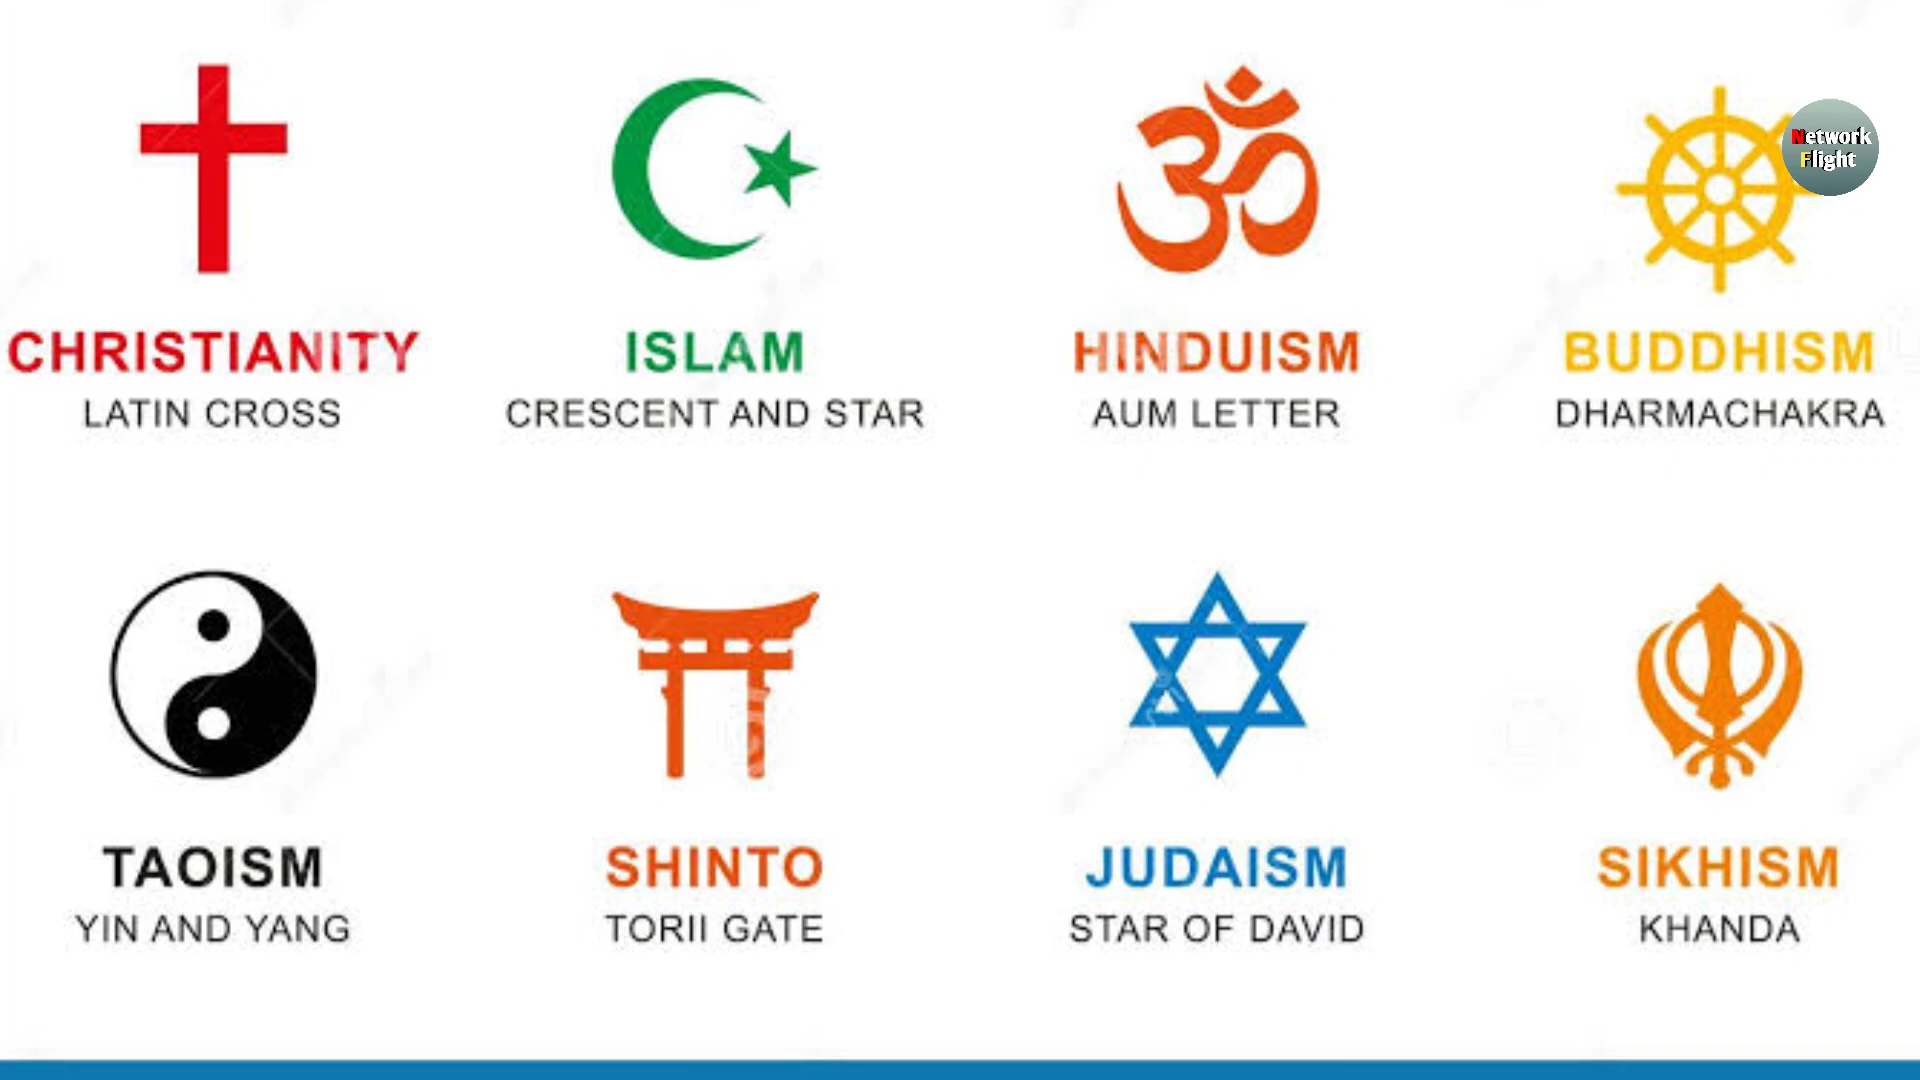 Network
Flight
CHRISTIANITY
LATIN CROSS
ISLAM
CRESCENT AND STAR
HINDUISM
AUM LETTER
BUDDHISM
DHARMACHAKRA
TAOISM
YIN AND YANG
SHINTO
TORII GATE
JUDAISM
STAR OF DAVID
SIKHISM
KHANDA